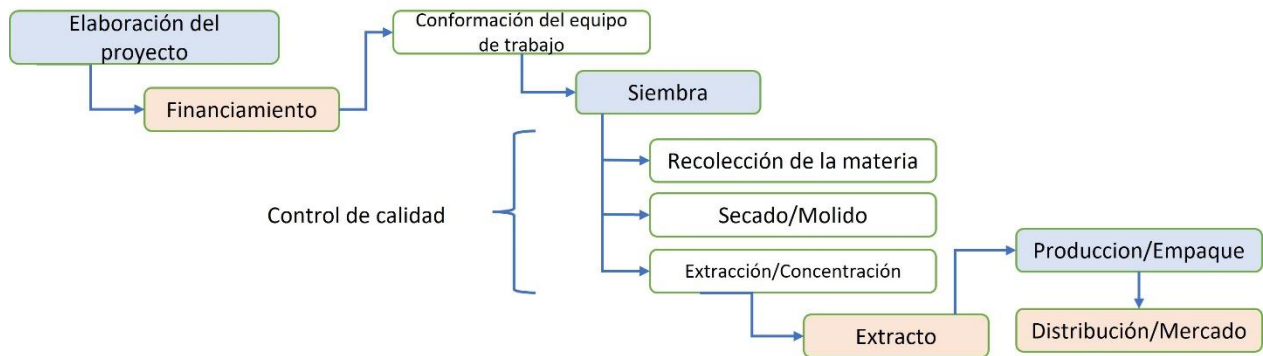 Elaboración del
proyecto
Financiamiento
Conformación del equipo
de trabajo
Siembra
Control de calidad
Recolección de la materia
Secado/Molido
Extracción/Concentración
Extracto
Produccion/Empaque
Distribución/Mercado